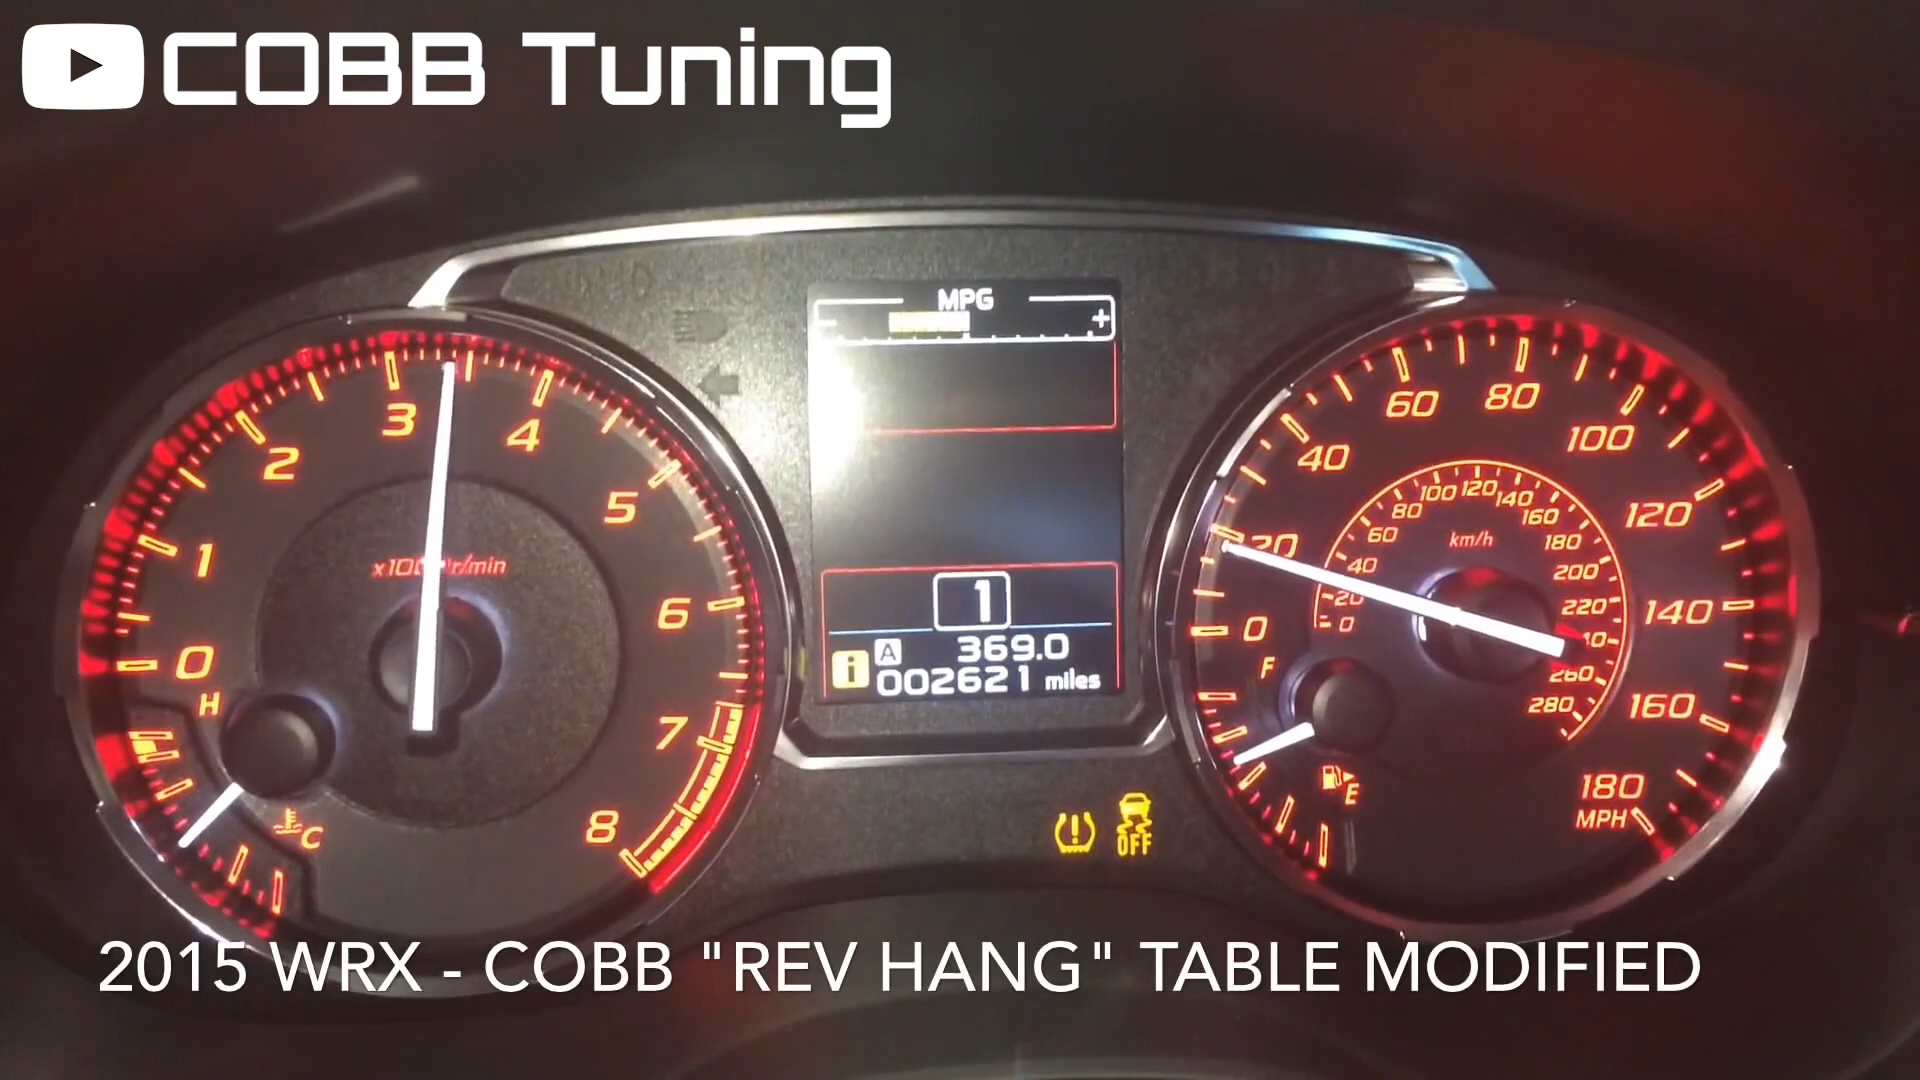 COBB Tuning
MPG
- +
0 1 2 3 4 5 6 7 8
r/min
H
C
1
i A 369.0
002621 miles
OFF
0 20 40 60 80 100 120 140 160 180
MPH
km/h
0 20 40 60 80 100 120 140 160 180 200 220 260 280
F
E
2015 WRX - COBB "REV HANG" TABLE MODIFIED